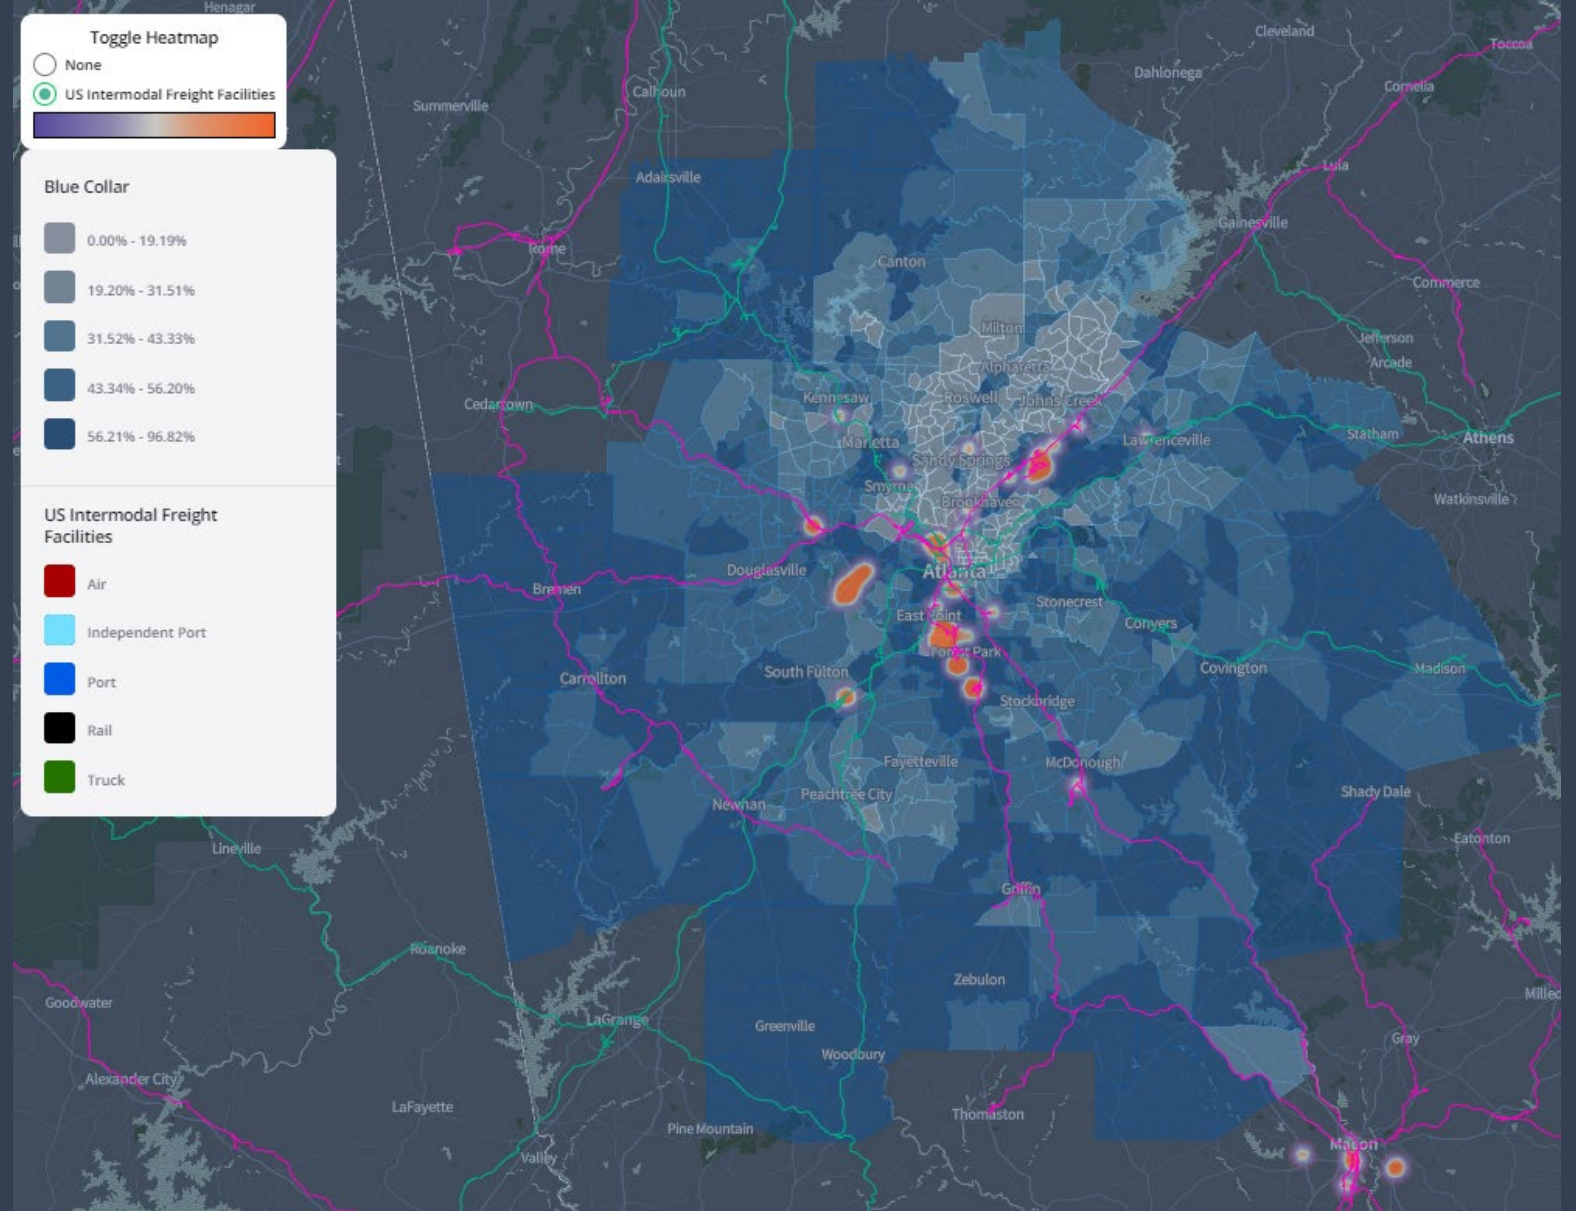 Toggle Heatmap
None
US Intermodal Freight Facilities
Blue Collar
0.00% - 19.19%
19.20% - 31.51%
31.52% - 43.33%
43.34% - 56.20%
56.21% - 96.82%
US Intermodal Freight
Facilities
Air
Independent Port
Port
Rail
Truck
Henagar
Cleveland
Toccoa
Dahlonega
Calhoun
Cornelia
Summerville
Lula
Adairsville
Gainesville
Rome
Canton
Commerce
Milton
Jefferson
Arcade
Alpharetta
Kennesaw
Roswell
Johns Creek
Cedartown
Statham
Athens
Marietta
Lawrenceville
Sandy Springs
Smyrna
Brookhaven
Watkinsville
Douglasville
Atlanta
Bremen
Stonecrest
East Point
Conyers
Forest Park
South Fulton
Covington
Madison
Carrollton
Stockbridge
Fayetteville
McDonough
Peachtree City
Shady Dale
Newnan
Eatonton
Lineville
Griffin
Roanoke
Zebulon
Goodwater
Milled
LaGrange
Greenville
Gray
Woodbury
Alexander City
LaFayette
Thomaston
Pine Mountain
Macon
Valley